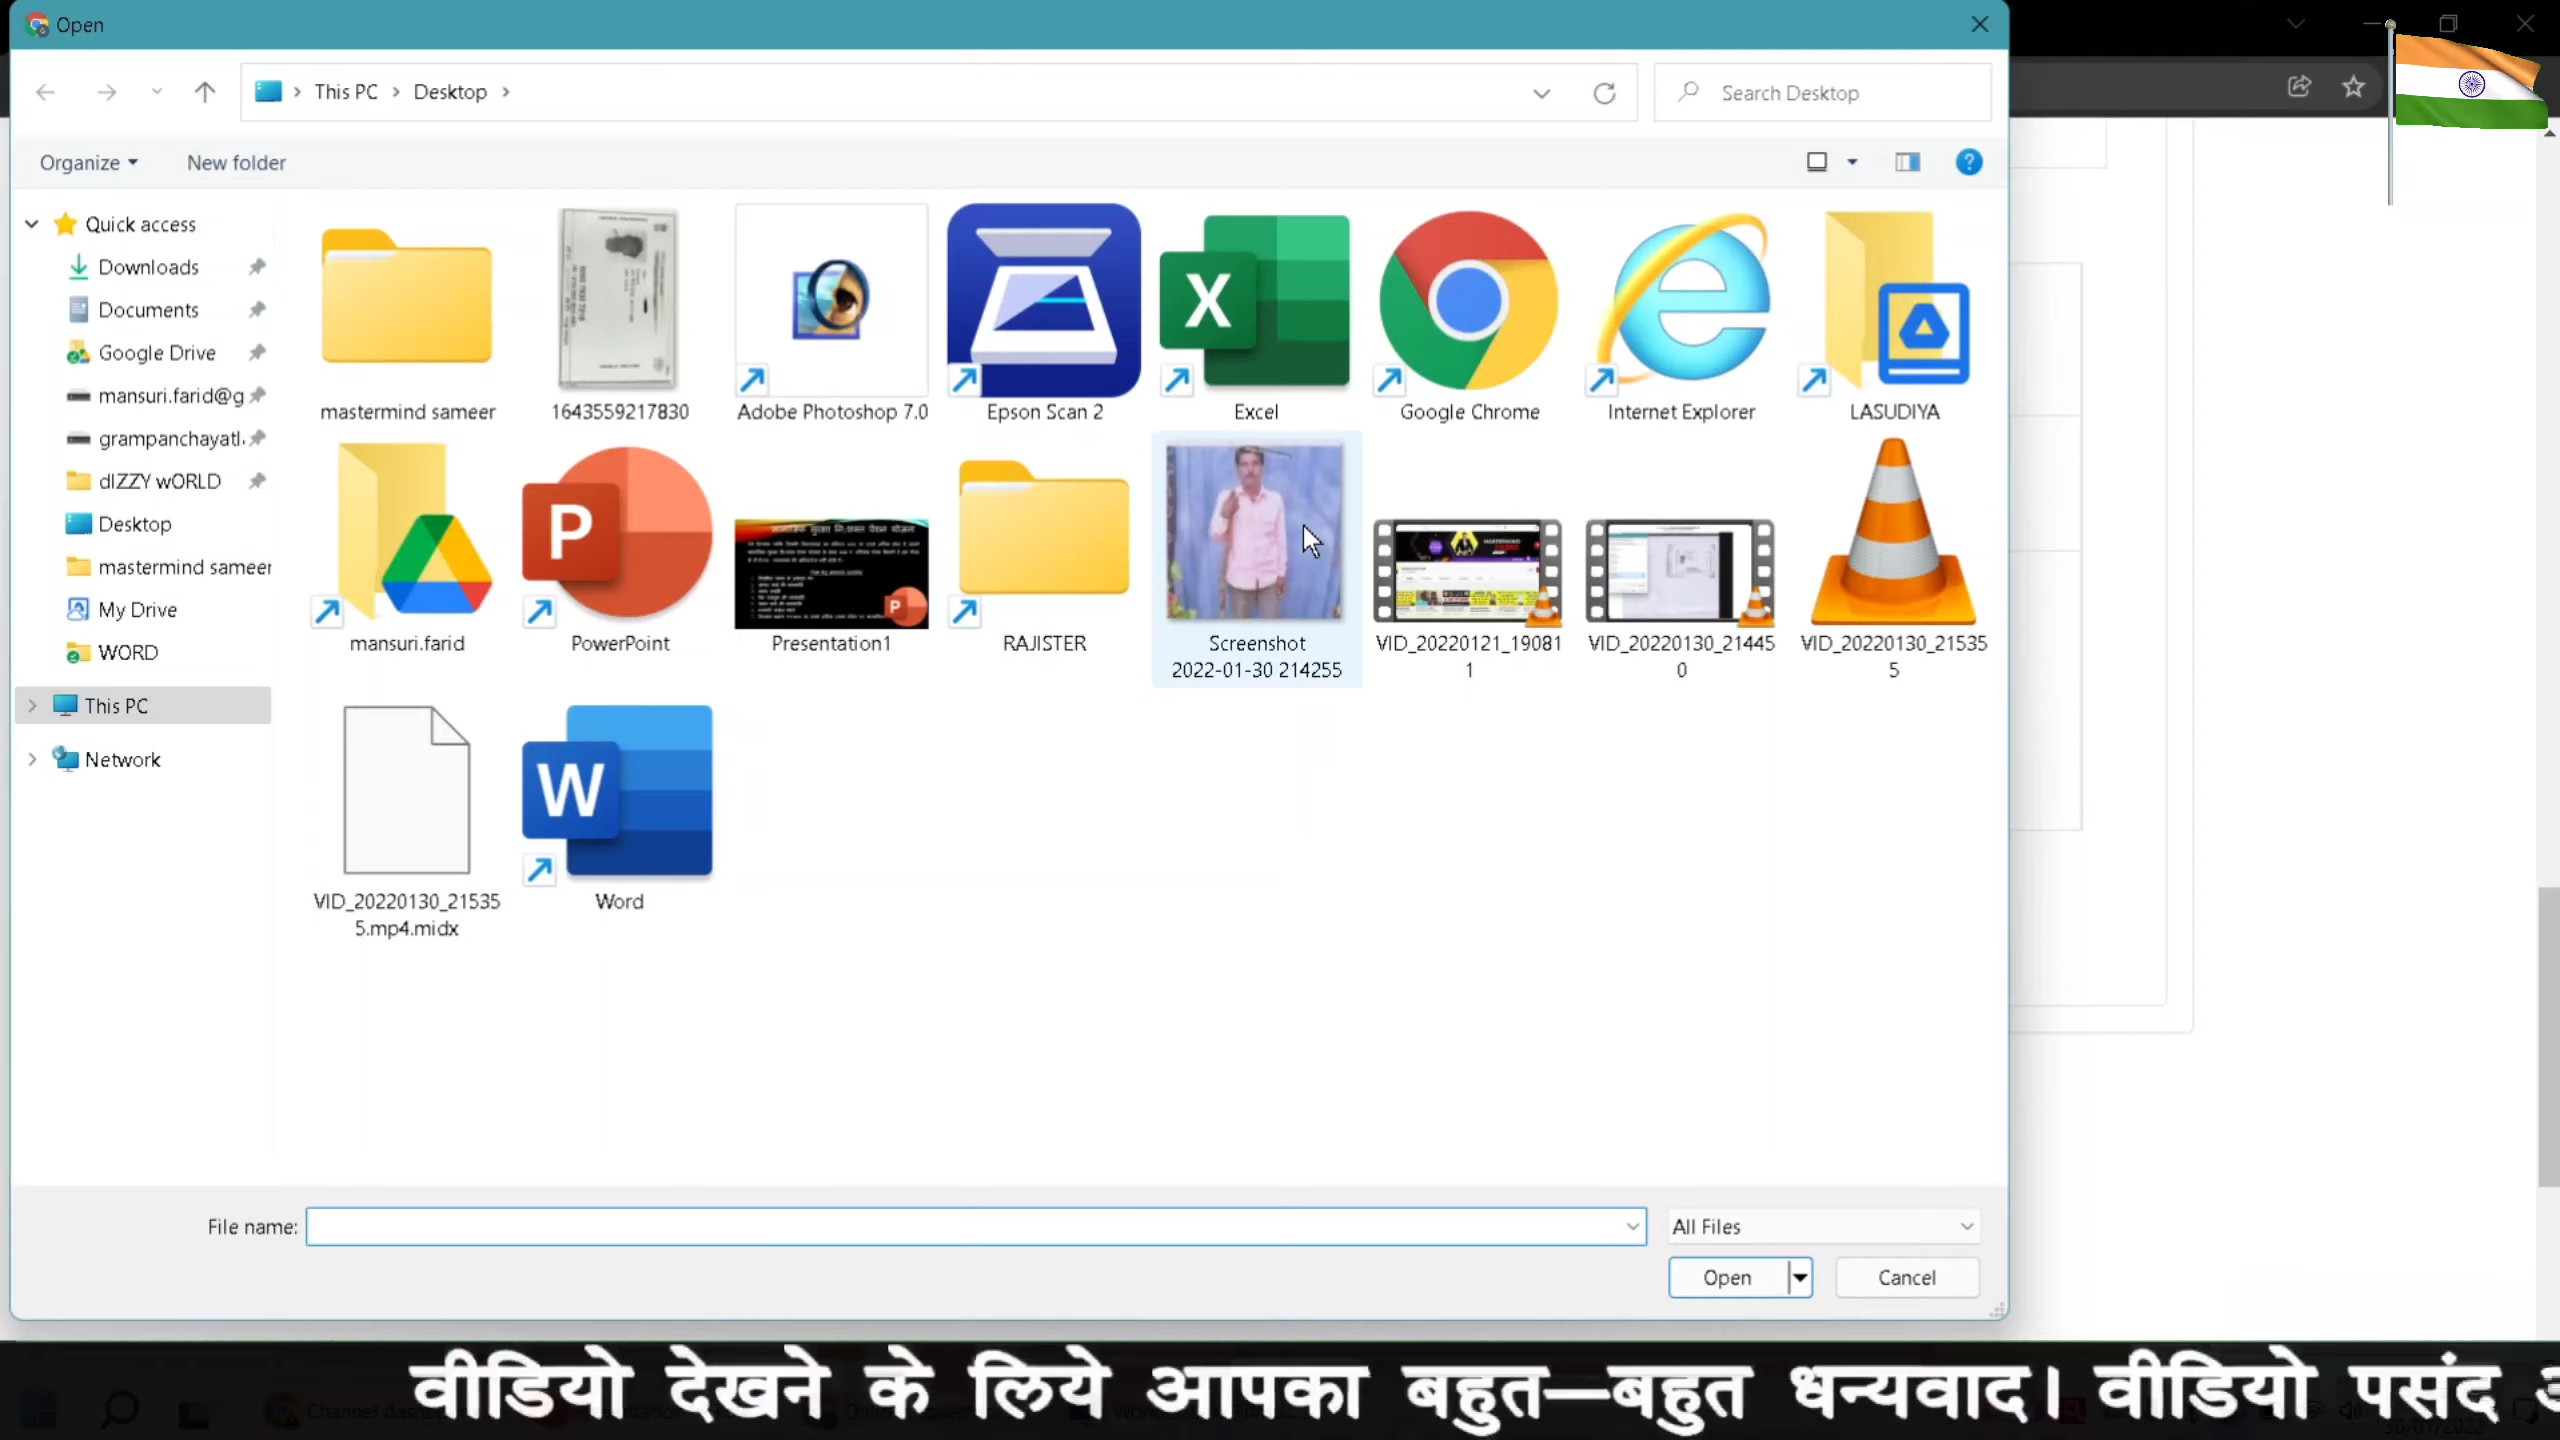 Open
This PC
Desktop
Search Desktop
Organize
New folder
Quick access
Downloads
Documents
Google Drive
mansuri.farid@g
grampanchayatl
dIZZY wORLD
Desktop
mastermind sameer
My Drive
WORD
This PC
Network
mastermind sameer
1643559217830
Adobe Photoshop 7.0
Epson Scan 2
Excel
Google Chrome
Internet Explorer
LASUDIYA
mansuri.farid
PowerPoint
सामाजिक सुरक्षा नि:शक्त पेंशन योजना
Presentation1
RAJISTER
Screenshot
2022-01-30 214255
VID_20220121_19081
1
VID_20220130_21445
0
VID_20220130_21535
5
VID_20220130_21535
5.mp4.midx
Word
File name:
All Files
Open
Cancel
वीडियो देखने के लिये आपका बहुत—बहुत धन्यवाद। वीडियो पसंद